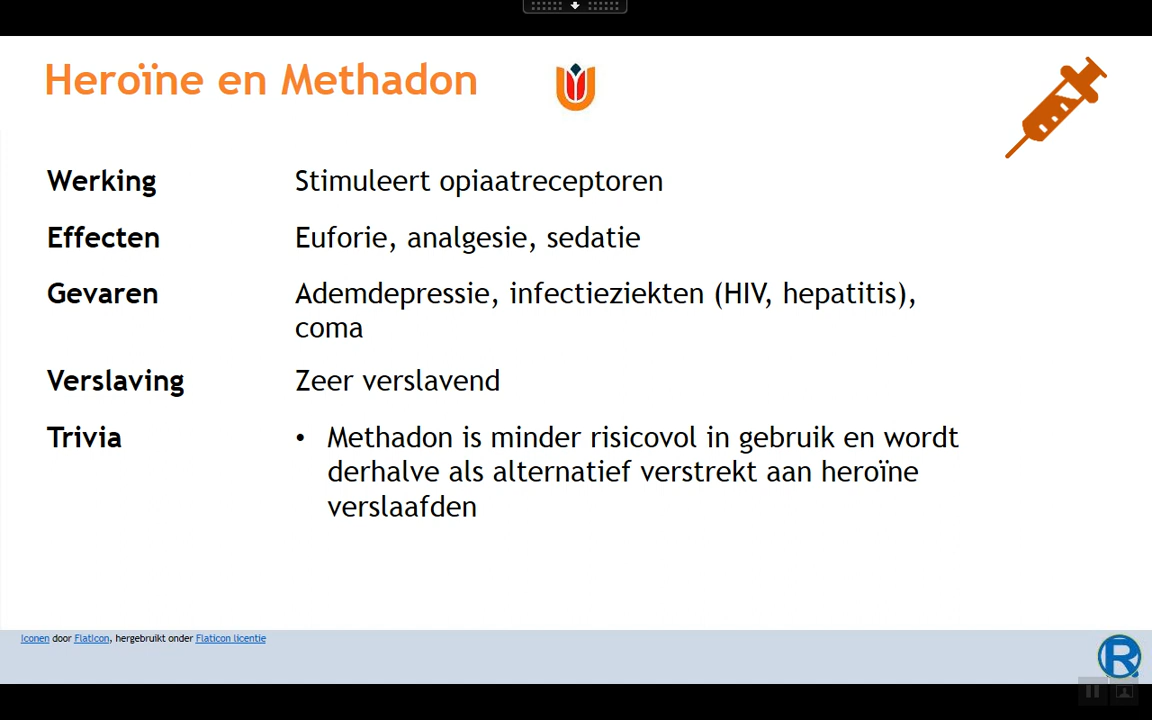 Heroïne en Methadon
Werking Stimuleert opiaatreceptoren
Effecten Euforie, analgesie, sedatie
Gevaren Ademdepressie, infectieziekten (HIV, hepatitis),
coma
Verslaving Zeer verslavend
Trivia • Methadon is minder risicovol in gebruik en wordt
derhalve als alternatief verstrekt aan heroïne
verslaafden
Iconen door Flaticon, hergebruikt onder Flaticon licentie
R